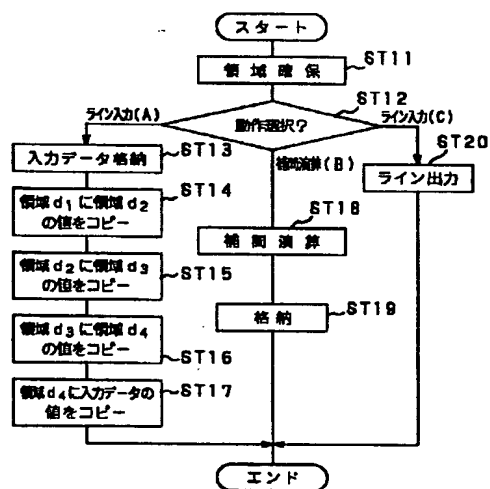 スタート
領域確保
ST11
動作選択?
ST12
ライン入力(A)
補間演算(B)
ライン入力(C)
入力データ格納
ST13
領域d1に領域d2
の値をコピー
ST14
領域d2に領域d3
の値をコピー
ST15
領域d3に領域d4
の値をコピー
ST16
領域d4に入力データの
値をコピー
ST17
補間演算
ST18
格納
ST19
ライン出力
ST20
エンド